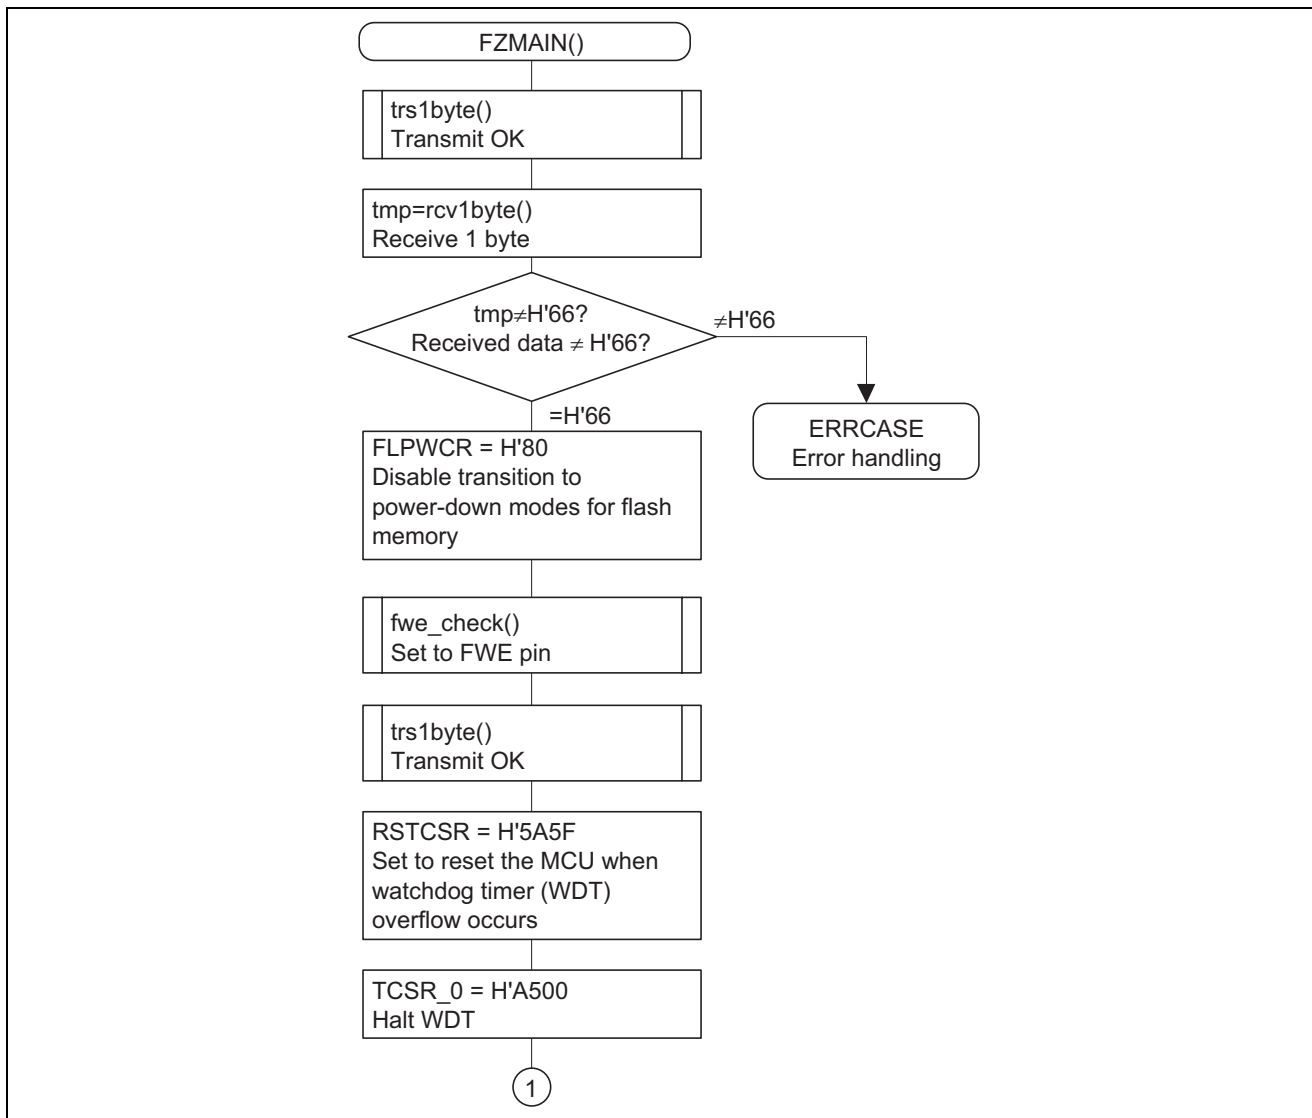 FZMAIN()
trs1byte()
Transmit OK
tmp=rcv1byte()
Receive 1 byte
tmp≠H'66?
Received data ≠ H'66?
≠H'66
=H'66
ERRCASE
Error handling
FLPWCR = H'80
Disable transition to
power-down modes for flash
memory
fwe_check()
Set to FWE pin
trs1byte()
Transmit OK
RSTCSR = H'5A5F
Set to reset the MCU when
watchdog timer (WDT)
overflow occurs
TCSR_0 = H'A500
Halt WDT
1